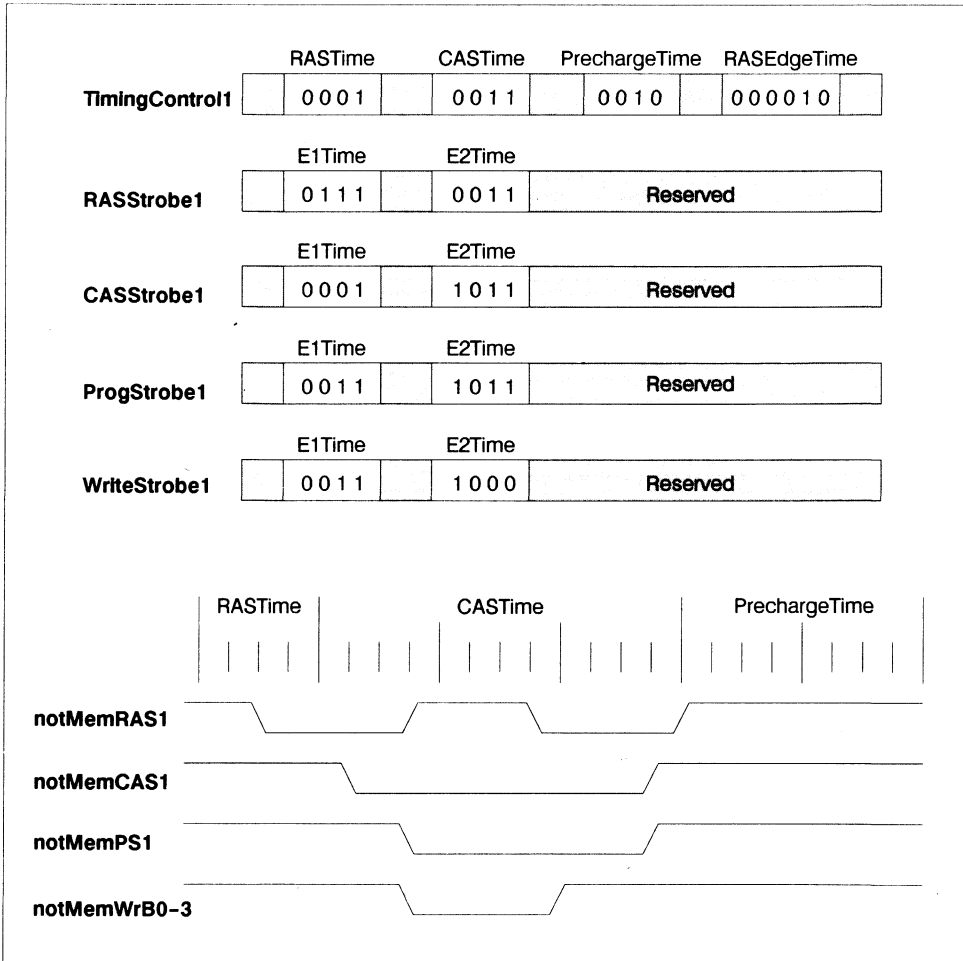 RASTime CASTime PrechargeTime RASEdgeTime
TimingControl1 0001 0011 0010 000010
E1Time E2Time
RASStrobe1 0111 0011 Reserved
E1Time E2Time
CASStrobe1 0001 1011 Reserved
E1Time E2Time
ProgStrobe1 0011 1011 Reserved
E1Time E2Time
WriteStrobe1 0011 1000 Reserved
RASTime CASTime PrechargeTime
notMemRAS1
notMemCAS1
notMemPS1
notMemWrB0-3